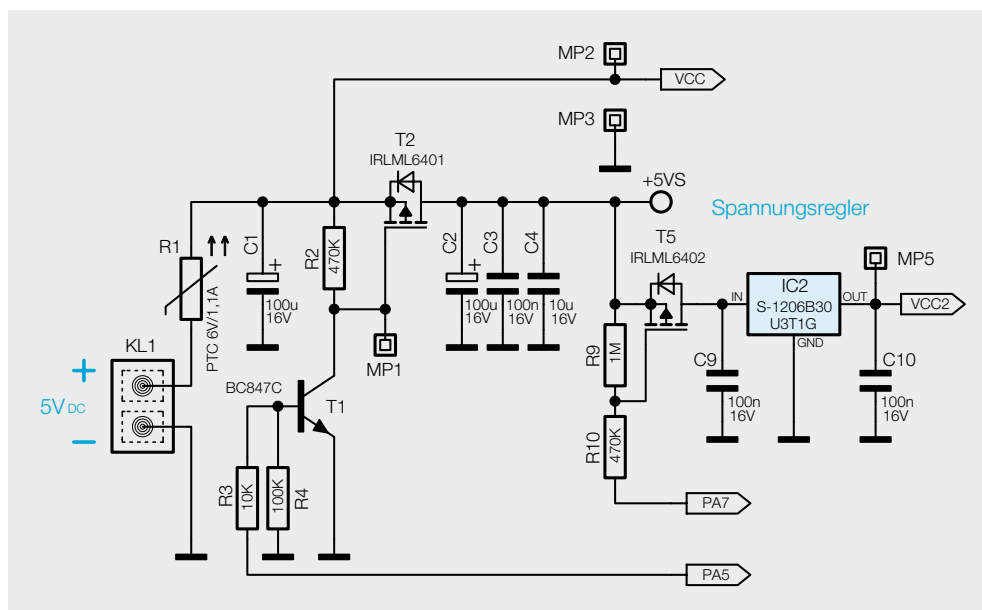 MP2
VCC
MP3
T2
IRLML6401
+5VS
Spannungsregler
R1
PTC 6V/1,1A
C1
+
100u
16V
R2
470K
C2
+
100u
16V
C3
100n
16V
C4
10u
16V
T5
IRLML6402
MP5
IN
IC2
S-1206B30
U3T1G
OUT
GND
VCC2
MP1
R9
1M
C9
100n
16V
C10
100n
16V
KL1
+
5V DC
−
BC847C
T1
R10
470K
R3
10K
100K
R4
PA7
PA5